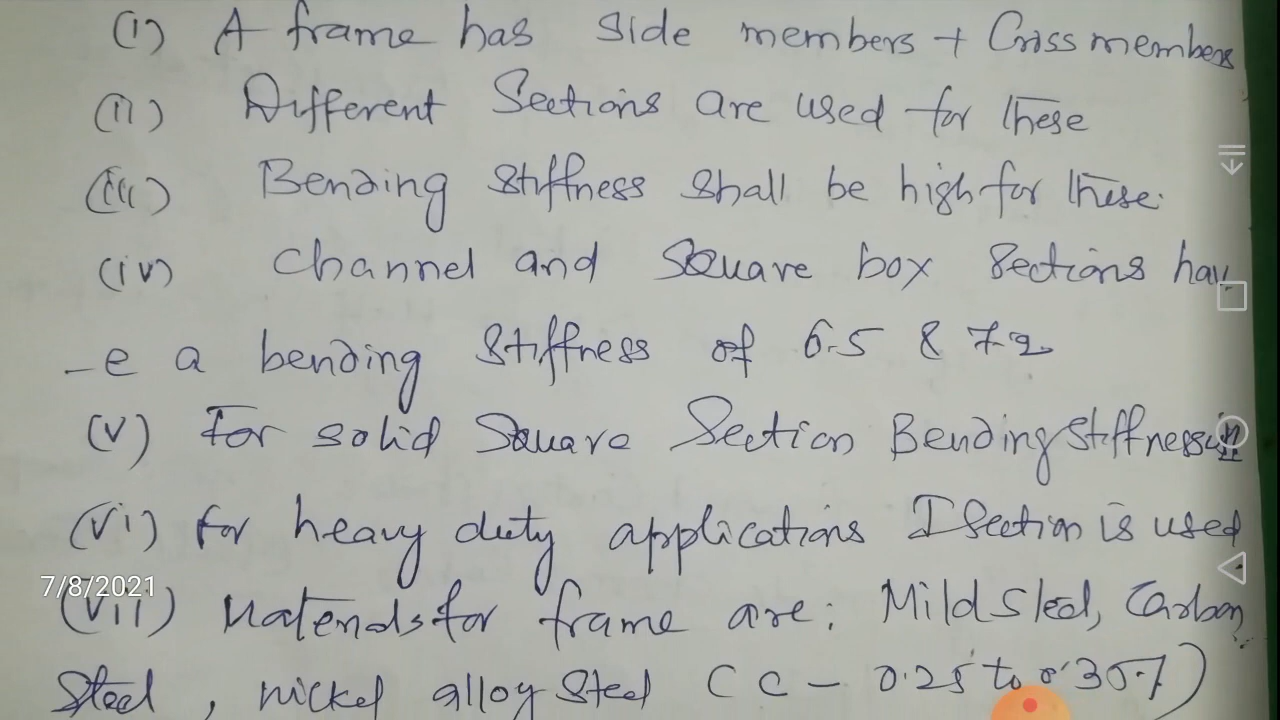 (i) A frame has side members + Cross members
(ii) Different Sections are used for these
(iii) Bending stiffness shall be high for these.
(iv) Channel and Square box Sections hav
-e a bending stiffness of 6.5 & 7.2
(v) For solid Square Section Bending stiffness is
(vi) for heavy duty applications I Section is used
7/8/2021
(vii) Materials for frame are: Mild Steel, Carbon
Steel, nickel alloy Steel (C - 0.25 to 0.35%)